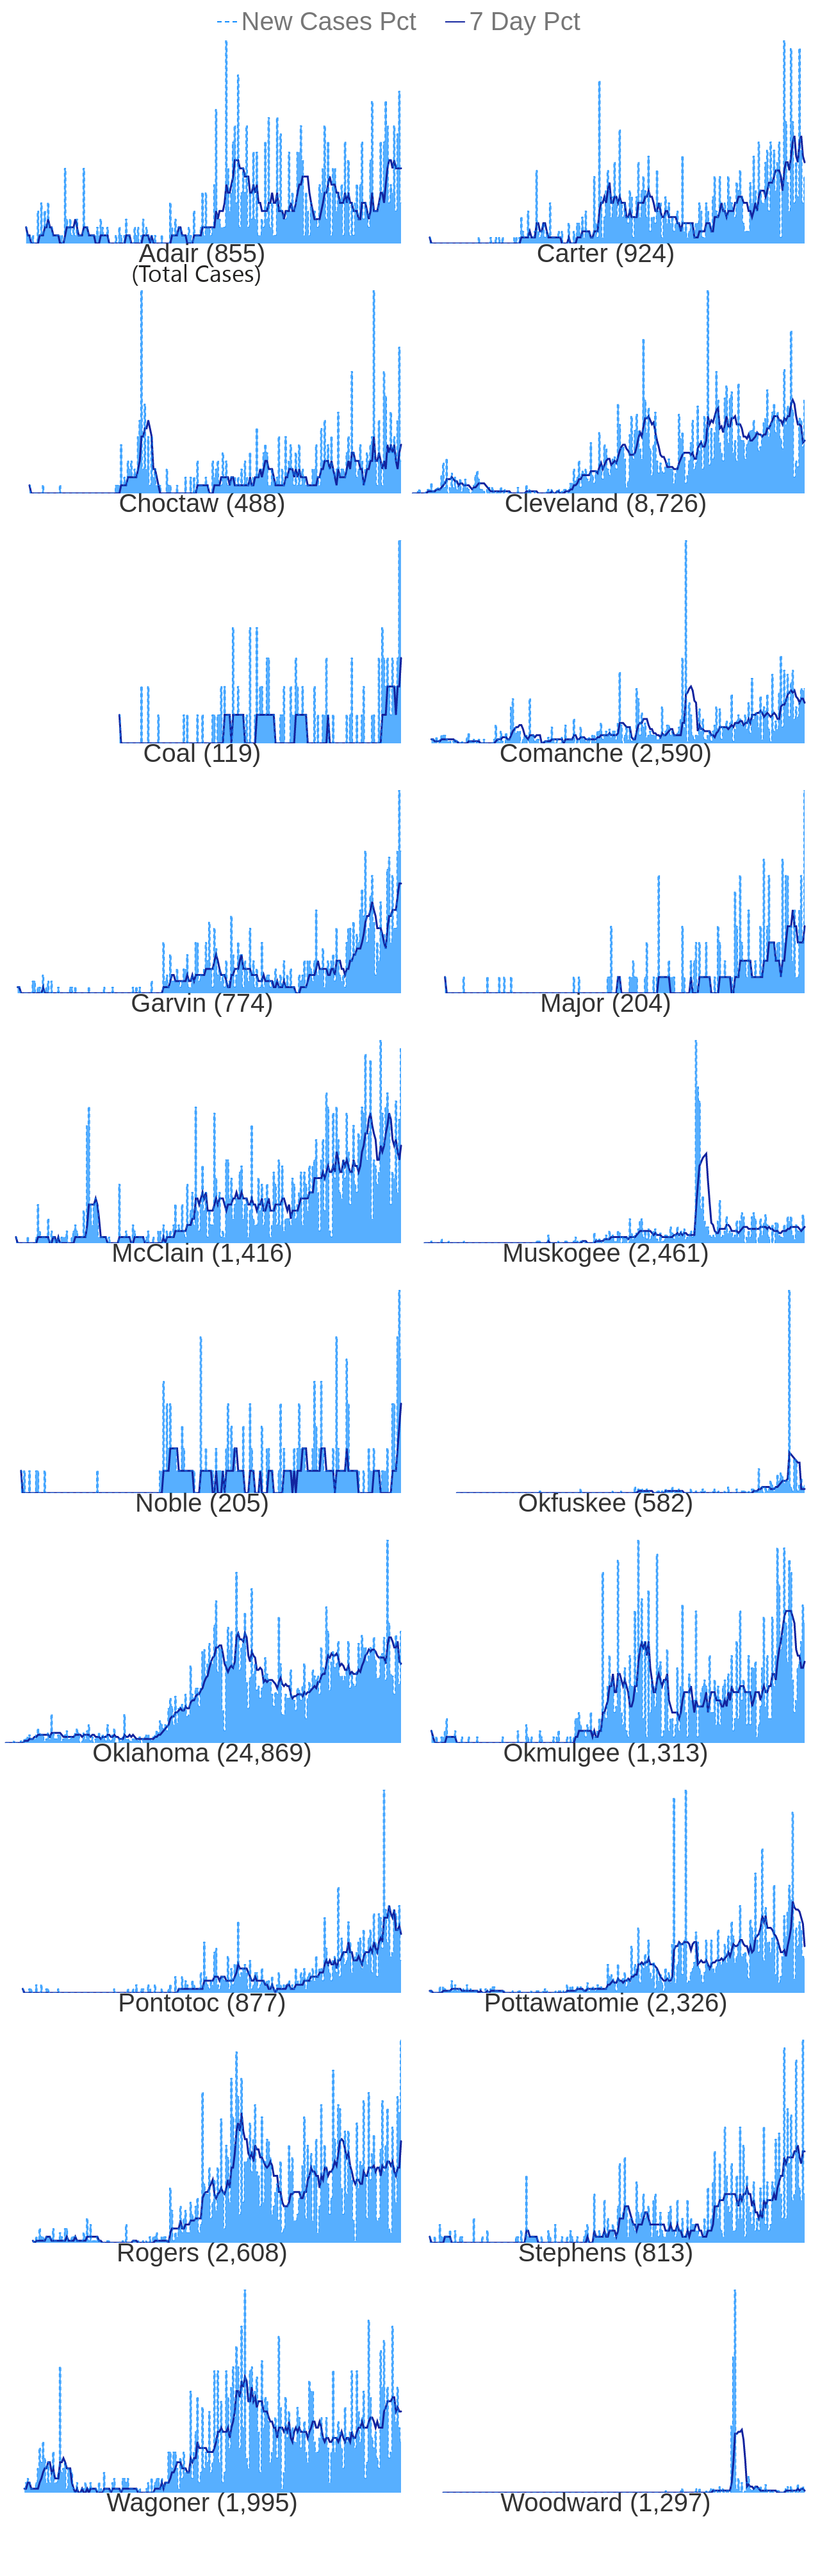 New Cases Pct 7 Day Pct
Adair (855) Carter (924)
(Total Cases)
Choctaw (488) Cleveland (8,726)
Coal (119) Comanche (2,590)
Garvin (774) Major (204)
McClain (1,416) Muskogee (2,461)
Noble (205) Okfuskee (582)
Oklahoma (24,869) Okmulgee (1,313)
Pontotoc (877) Pottawatomie (2,326)
Rogers (2,608) Stephens (813)
Wagoner (1,995) Woodward (1,297)